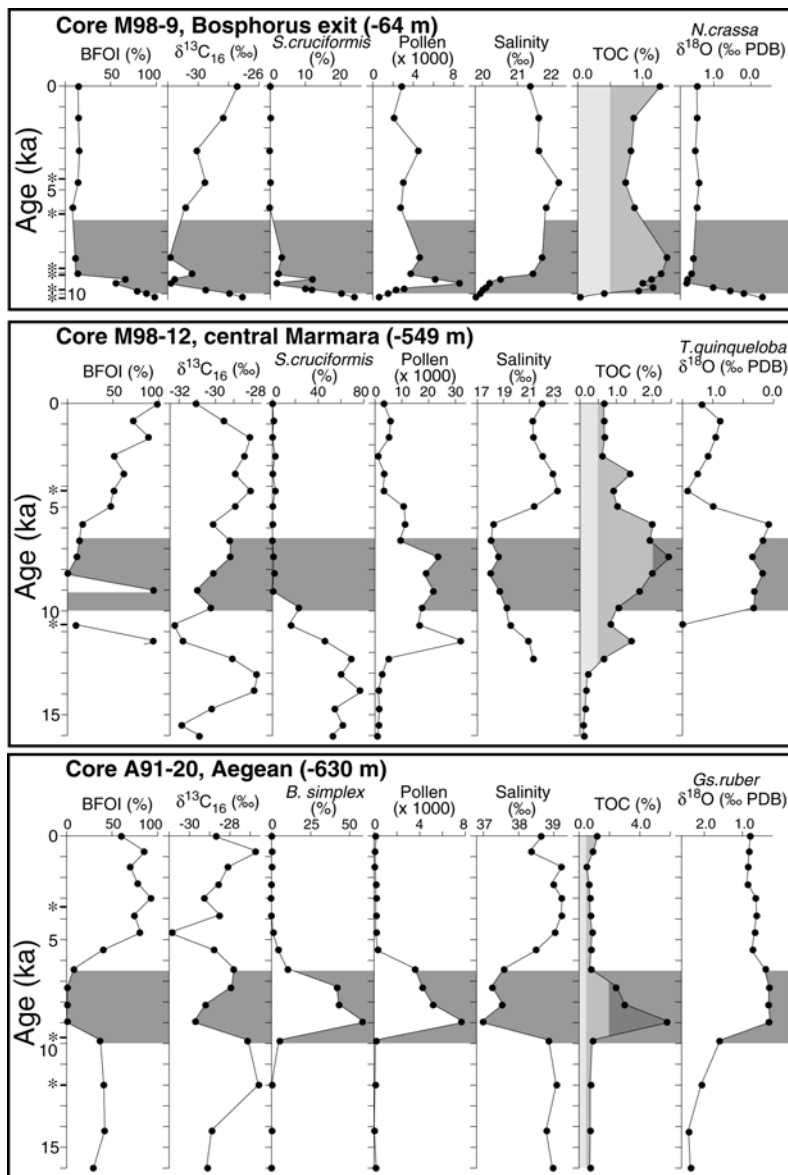 Core M98-9, Bosphorus exit (-64 m)
BFOI (%) δ¹³C₁₆ (‰) S.cruciformis (%) Pollen (x 1000) Salinity (‰) TOC (%) N.crassa δ¹⁸O (‰ PDB)
50 100 -30 -26 0 10 20 0 4 8 20 21 22 0.0 1.0 1.0 0.0
Age (ka)
0
*
5
*
*
*
*
*
10
Core M98-12, central Marmara (-549 m)
BFOI (%) δ¹³C₁₆ (‰) S.cruciformis (%) Pollen (x 1000) Salinity (‰) TOC (%) T.quinqueloba δ¹⁸O (‰ PDB)
50 100 -32 -30 -28 0 40 80 0 10 20 30 17 19 21 23 0.0 1.0 2.0 1.0 0.0
Age (ka)
0
*
5
10
*
15
Core A91-20, Aegean (-630 m)
BFOI (%) δ¹³C₁₆ (‰) B. simplex (%) Pollen (x 1000) Salinity (‰) TOC (%) Gs.ruber δ¹⁸O (‰ PDB)
0 50 100 -30 -28 0 25 50 0 4 8 37 38 39 0.0 4.0 2.0 1.0
Age (ka)
0
*
5
*
10
*
15